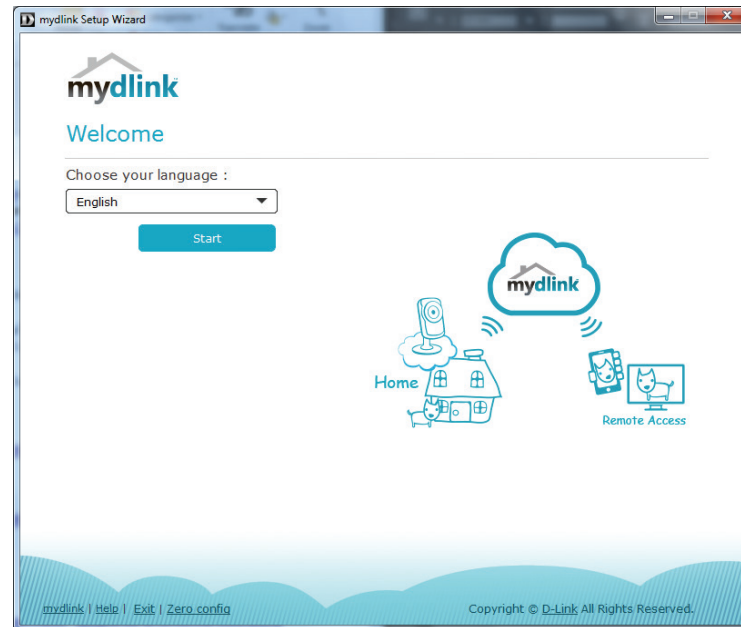 mydlink Setup Wizard
mydlink
Welcome
Choose your language :
English
Start
mydlink
Home
Remote Access
mydlink | Help | Exit | Zero config
Copyright © D-Link All Rights Reserved.